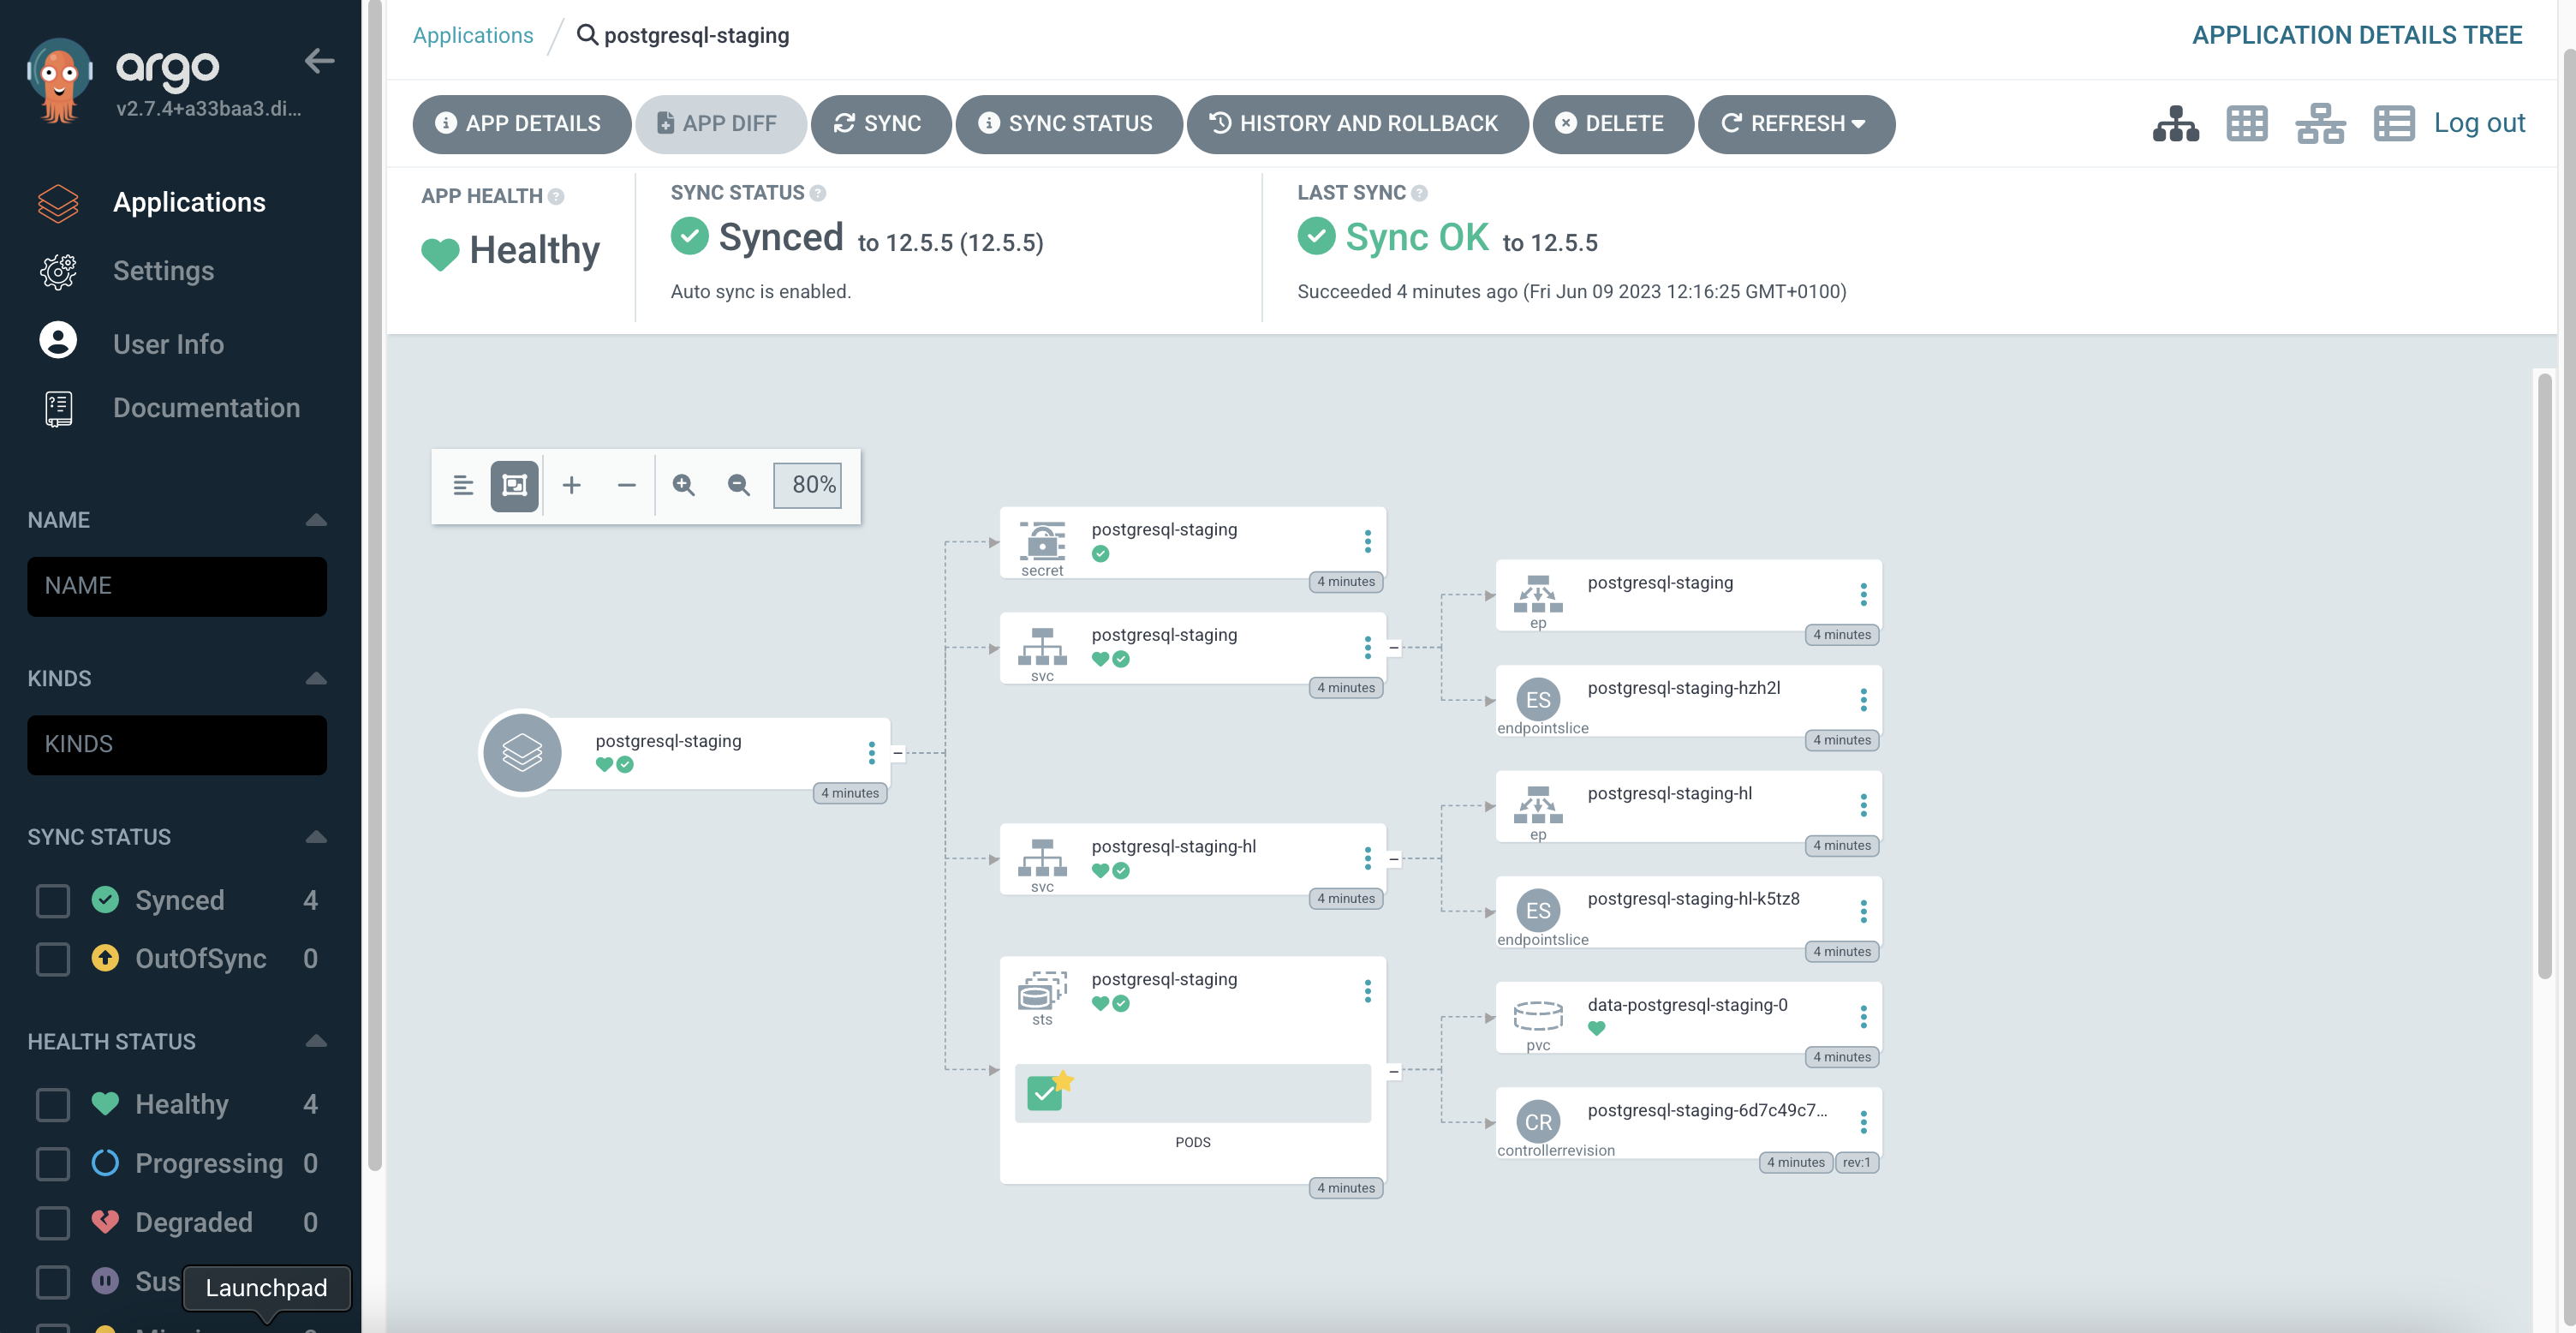 argo
v2.7.4+a33baa3.di...
Applications
Settings
User Info
Documentation
NAME
NAME
KINDS
KINDS
SYNC STATUS
Synced 4
OutOfSync 0
HEALTH STATUS
Healthy 4
Progressing 0
Degraded 0
Sus
Launchpad
Applications / postgresql-staging
APPLICATION DETAILS TREE
APP DETAILS
APP DIFF
SYNC
SYNC STATUS
HISTORY AND ROLLBACK
DELETE
REFRESH
Log out
APP HEALTH ?
Healthy
SYNC STATUS ?
Synced to 12.5.5 (12.5.5)
Auto sync is enabled.
LAST SYNC ?
Sync OK to 12.5.5
Succeeded 4 minutes ago (Fri Jun 09 2023 12:16:25 GMT+0100)
80%
postgresql-staging
4 minutes
postgresql-staging
secret
4 minutes
postgresql-staging
svc
4 minutes
postgresql-staging-hl
svc
4 minutes
postgresql-staging
sts
PODS
4 minutes
postgresql-staging
ep
4 minutes
ES
postgresql-staging-hzh2l
endpointslice
4 minutes
postgresql-staging-hl
ep
4 minutes
ES
postgresql-staging-hl-k5tz8
endpointslice
4 minutes
data-postgresql-staging-0
pvc
4 minutes
CR
postgresql-staging-6d7c49c7...
controllerrevision
4 minutes rev:1